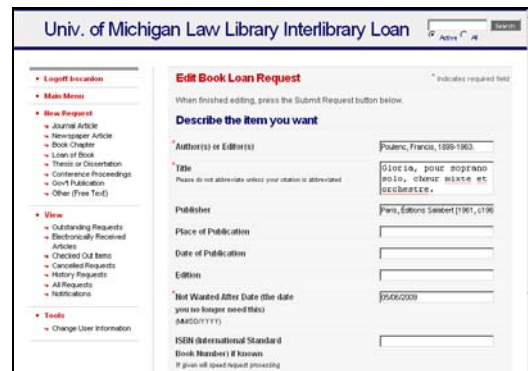 Univ. of Michigan Law Library Interlibrary Loan
Search
Active All
Logoff bscanlon
Main Menu
New Request
Journal Article
Newspaper Article
Book Chapter
Loan of Book
Thesis or Dissertation
Conference Proceedings
Gov't Publication
Other (Free Text)
View
Outstanding Requests
Electronically Received
Articles
Checked Out Items
Cancelled Requests
History Requests
All Requests
Notifications
Tools
Change User Information
Edit Book Loan Request
* Indicates required field
When finished editing, press the Submit Request button below.
Describe the item you want
*Author(s) or Editor(s)
Poulenc, Francis, 1899-1963.
*Title
Please do not abbreviate unless your citation is abbreviated
Gloria, pour soprano
solo, chœur mixte et
orchestre.
Publisher
Paris, Éditions Salabert [1961, c196
Place of Publication
Date of Publication
Edition
*Not Wanted After Date (the date
you no longer need this)
(MM/DD/YYYY)
05/06/2009
ISBN (International Standard
Book Number) if known
If given will speed request processing